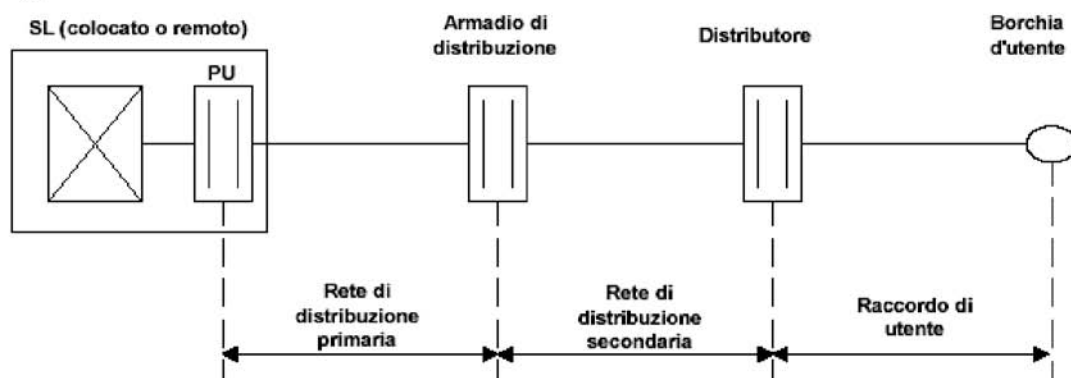 SL (colocato o remoto)
PU
Armadio di
distribuzione
Distributore
Borchia
d'utente
Rete di
distribuzione
primaria
Rete di
distribuzione
secondaria
Raccordo di
utente